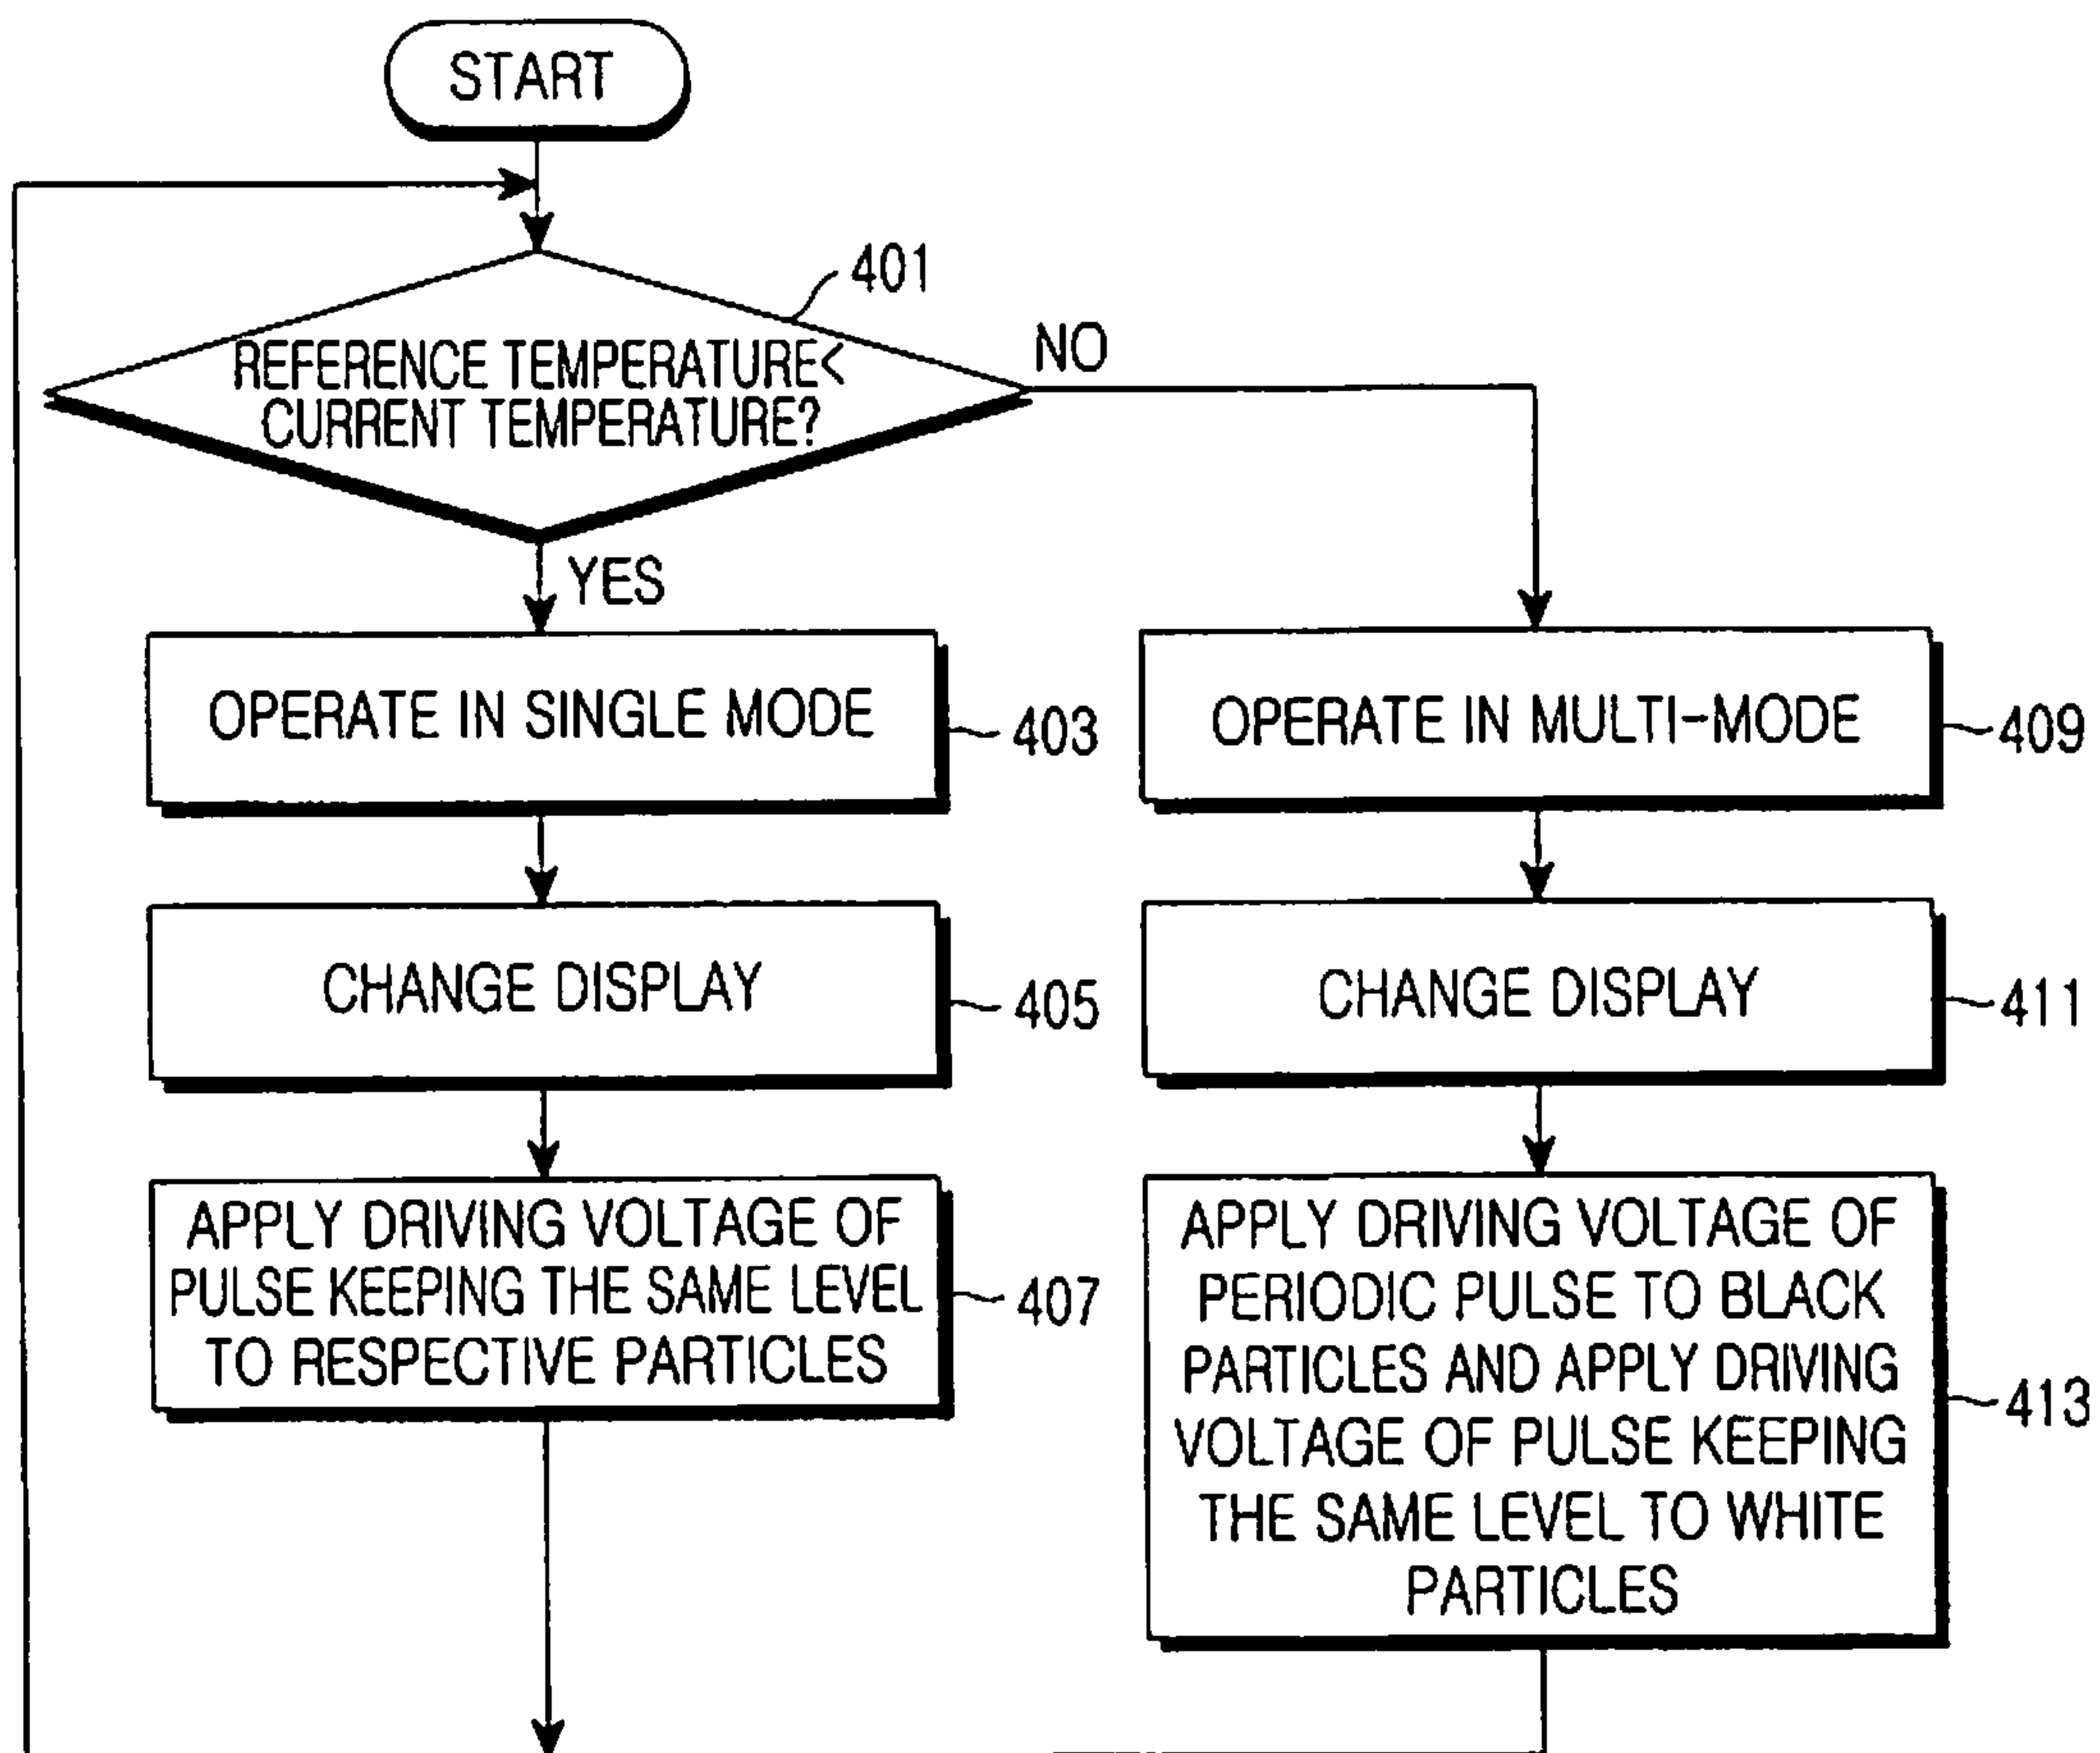 START
401
REFERENCE TEMPERATURE<
CURRENT TEMPERATURE?
NO
YES
OPERATE IN SINGLE MODE
403
OPERATE IN MULTI-MODE
409
CHANGE DISPLAY
405
CHANGE DISPLAY
411
APPLY DRIVING VOLTAGE OF
PULSE KEEPING THE SAME LEVEL
TO RESPECTIVE PARTICLES
407
APPLY DRIVING VOLTAGE OF
PERIODIC PULSE TO BLACK
PARTICLES AND APPLY DRIVING
VOLTAGE OF PULSE KEEPING
THE SAME LEVEL TO WHITE
PARTICLES
413